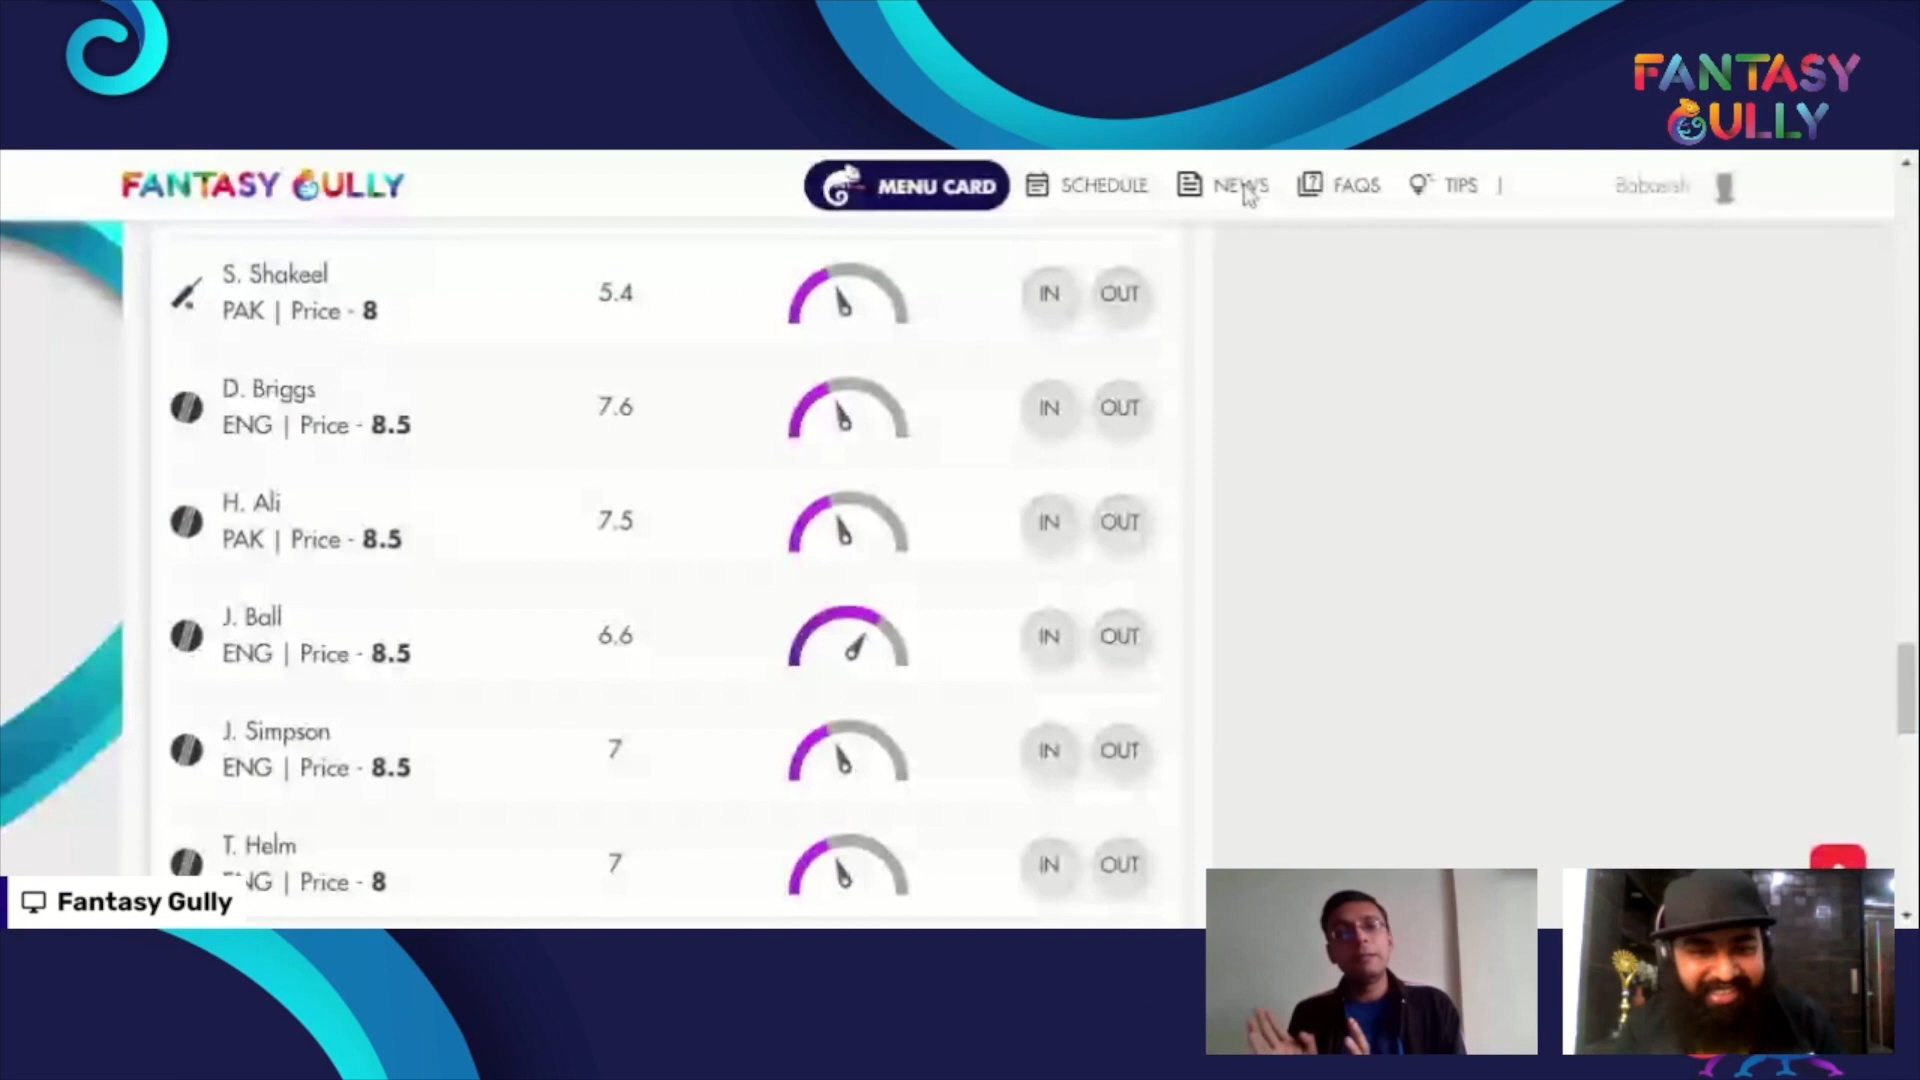 FANTASY
GULLY
FANTASY GULLY
MENU CARD
SCHEDULE
NEWS
FAQS
TIPS |
S. Shakeel
PAK | Price - 8
5.4
IN
OUT
D. Briggs
ENG | Price - 8.5
7.6
IN
OUT
H. Ali
PAK | Price - 8.5
7.5
IN
OUT
J. Ball
ENG | Price - 8.5
6.6
IN
OUT
J. Simpson
ENG | Price - 8.5
7
IN
OUT
T. Helm
NG | Price - 8
7
IN
OUT
Fantasy Gully